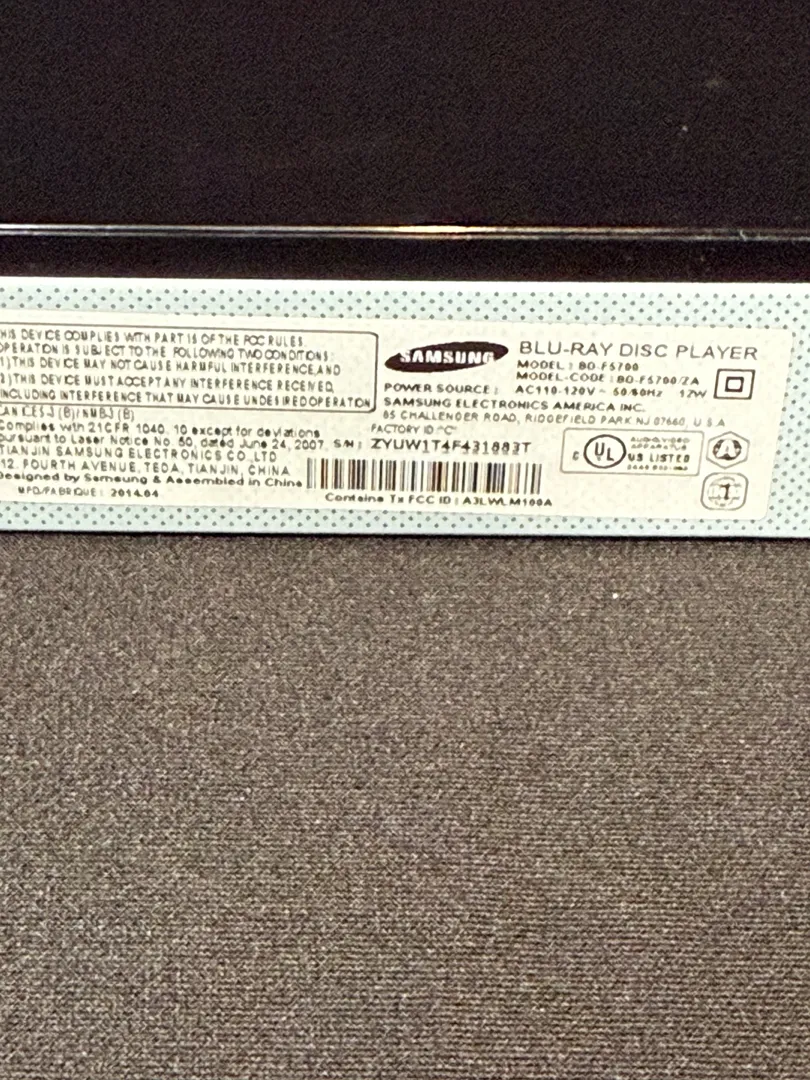 THIS DEVICE COMPLIES WITH PART 15 OF THE FCC RULES.
OPERATION IS SUBJECT TO THE FOLLOWING TWO CONDITIONS:
1) THIS DEVICE MAY NOT CAUSE HARMFUL INTERFERENCE, AND
2) THIS DEVICE MUST ACCEPT ANY INTERFERENCE RECEIVED,
INCLUDING INTERFERENCE THAT MAY CAUSE UNDESIRED OPERATION
CAN ICES-3 (B)/NMB-3 (B)
Complies with 21CFR 1040. 10 except for deviations
pursuant to Laser Notice No. 50, dated June 24, 2007.
TIANJIN SAMSUNG ELECTRONICS CO.,LTD
12. FOURTH AVENUE. TEDA, TIANJIN, CHINA
Designed by Samsung & Assembled in China
MFD/FABRIQUE: 2014.04
SAMSUNG
BLU-RAY DISC PLAYER
MODEL : BD-F5700
MODEL-CODE : BD-F5700/ZA
POWER SOURCE : AC110-120V ~ 50/60Hz 12W
SAMSUNG ELECTRONICS AMERICA INC.
85 CHALLENGER ROAD, RIDGEFIELD PARK NJ 07660, U.S.A
FACTORY ID "C"
S/N : ZYUW1T4F431883T
Contains Tx FCC ID : A3LWLM100A
C UL US LISTED
AUDIO/VIDEO
APPARATUS